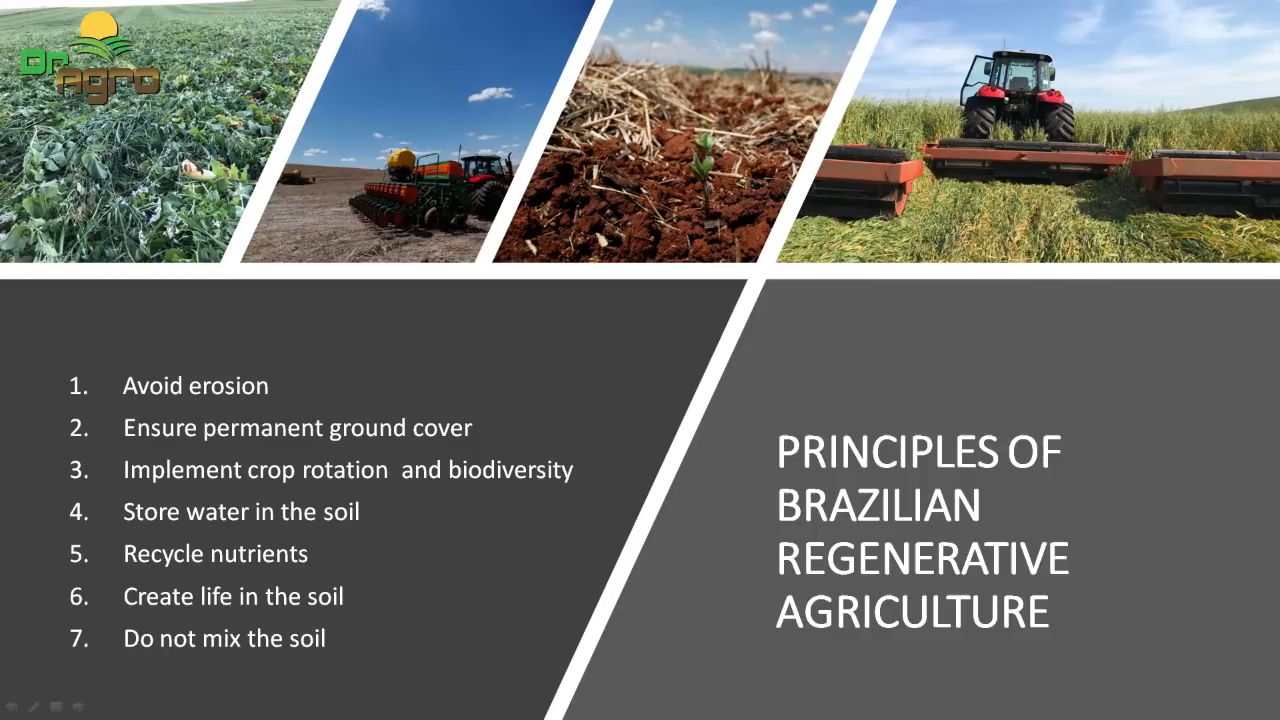 Dr
Agro
1. Avoid erosion
2. Ensure permanent ground cover
3. Implement crop rotation  and biodiversity
4. Store water in the soil
5. Recycle nutrients
6. Create life in the soil
7. Do not mix the soil
PRINCIPLES OF
BRAZILIAN
REGENERATIVE
AGRICULTURE